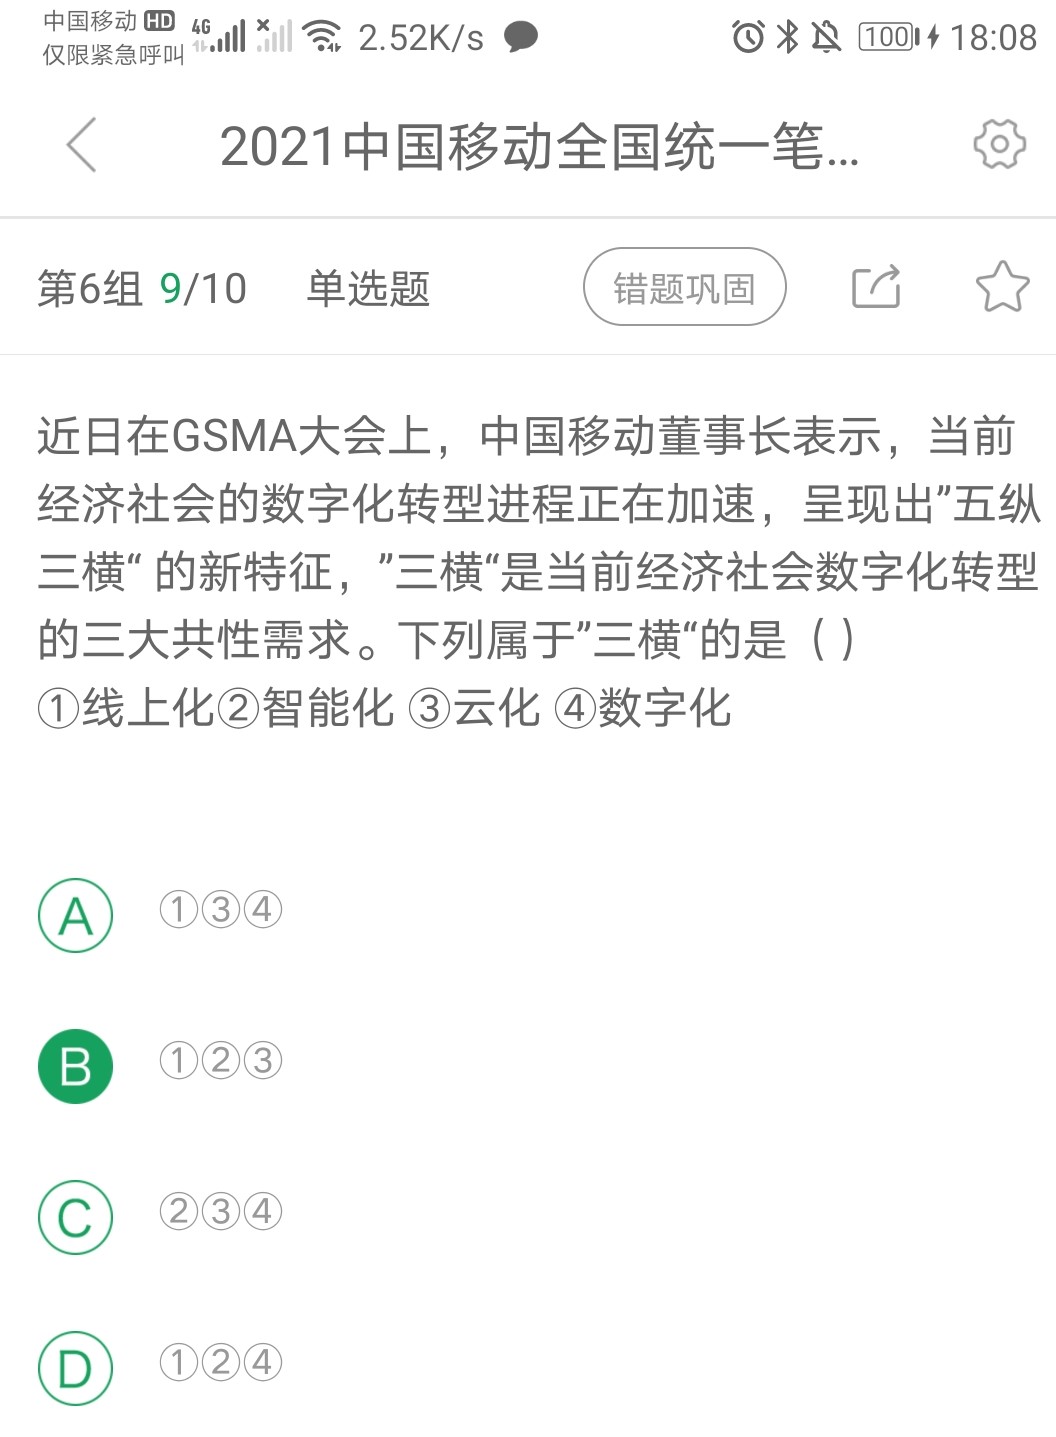 中国移动 HD 4G 2.52K/s 100 18:08
仅限紧急呼叫
2021中国移动全国统一笔...
第6组 9/10 单选题 错题巩固
近日在GSMA大会上，中国移动董事长表示，当前
经济社会的数字化转型进程正在加速，呈现出”五纵
三横“ 的新特征，”三横“是当前经济社会数字化转型
的三大共性需求。下列属于”三横“的是（ ）
①线上化②智能化 ③云化 ④数字化
A ①③④
B ①②③
C ②③④
D ①②④